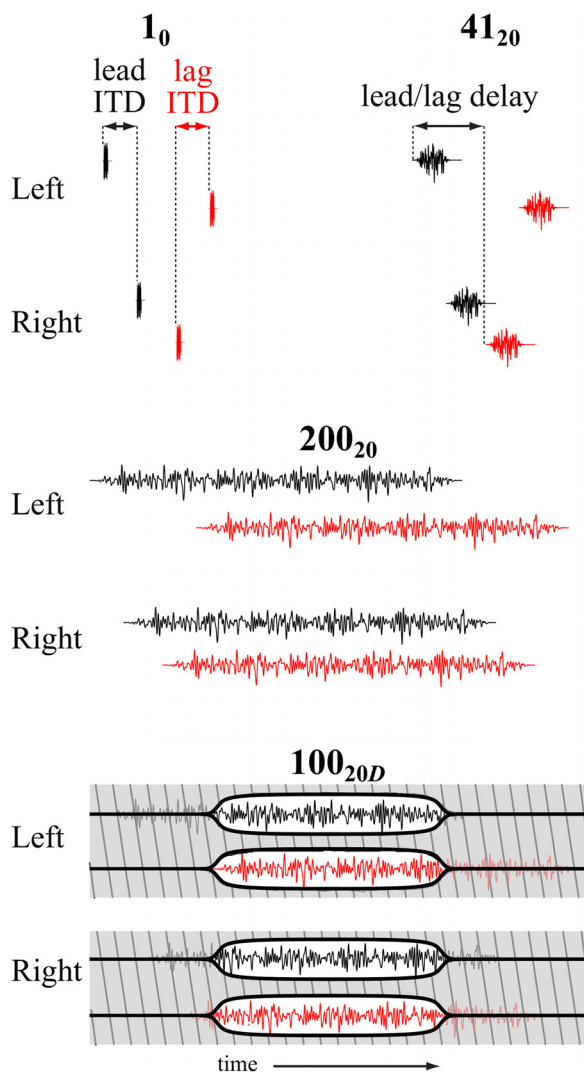 1₀ 41₂₀
lead lag
ITD ITD lead/lag delay
Left
Right
200₂₀
Left
Right
100₂₀D
Left
Right
time